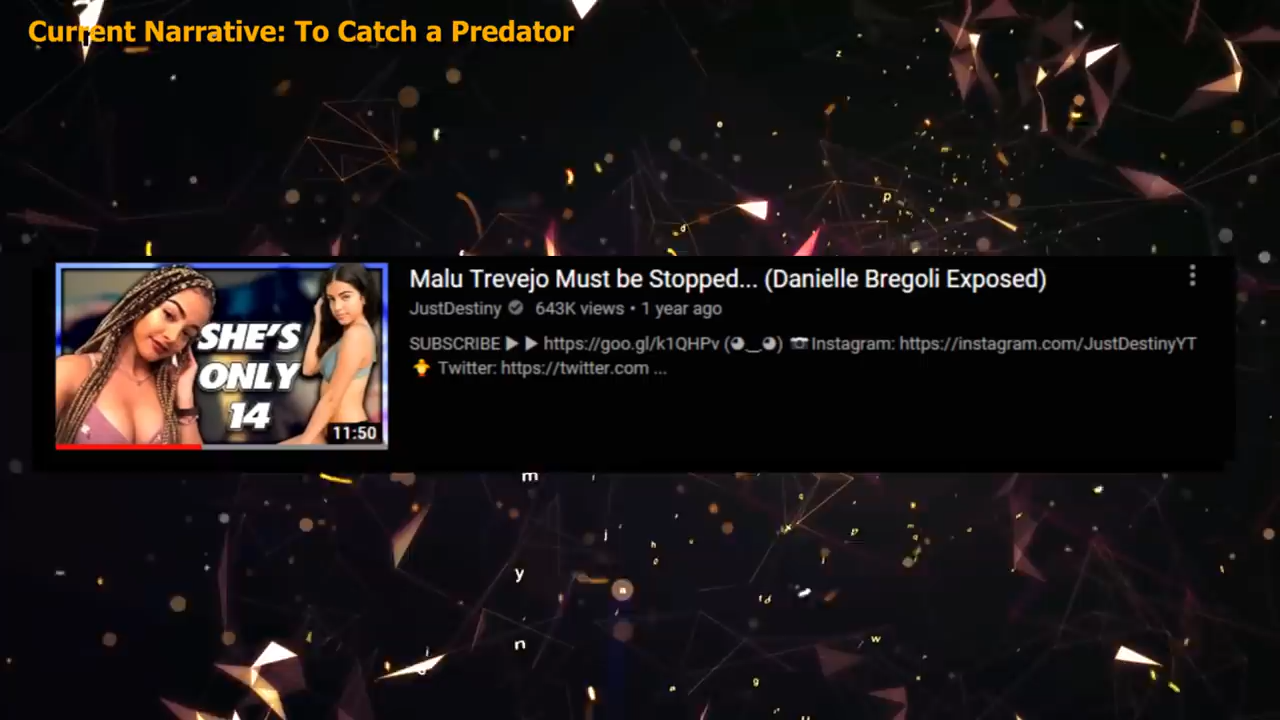 Current Narrative: To Catch a Predator
Malu Trevejo Must be Stopped... (Danielle Bregoli Exposed)
JustDestiny 643K views • 1 year ago
SUBSCRIBE ▶ ▶ https://goo.gl/k1QHPv (◕‿◕) 📷 Instagram: https://instagram.com/JustDestinyYT
🐥 Twitter: https://twitter.com ...
SHE'S
ONLY
14
11:50